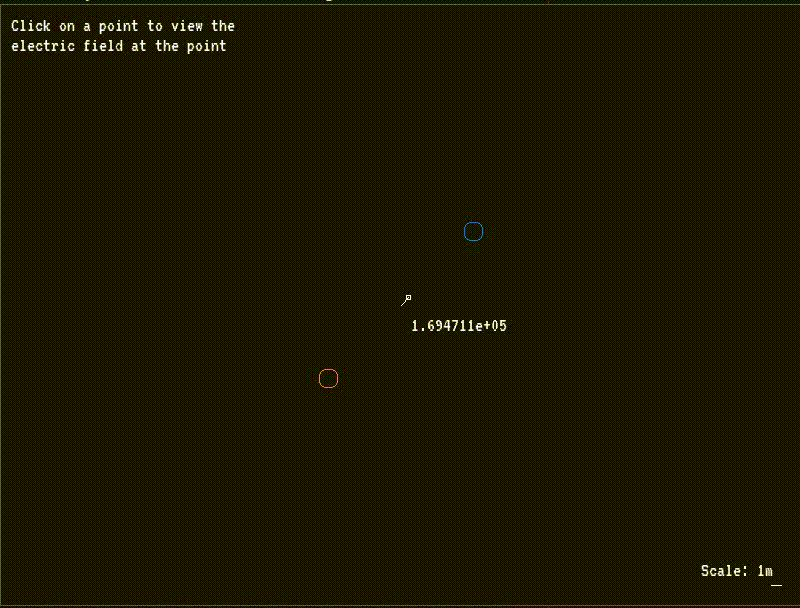 Click on a point to view the
electric field at the point
1.694711e+05
Scale: 1m